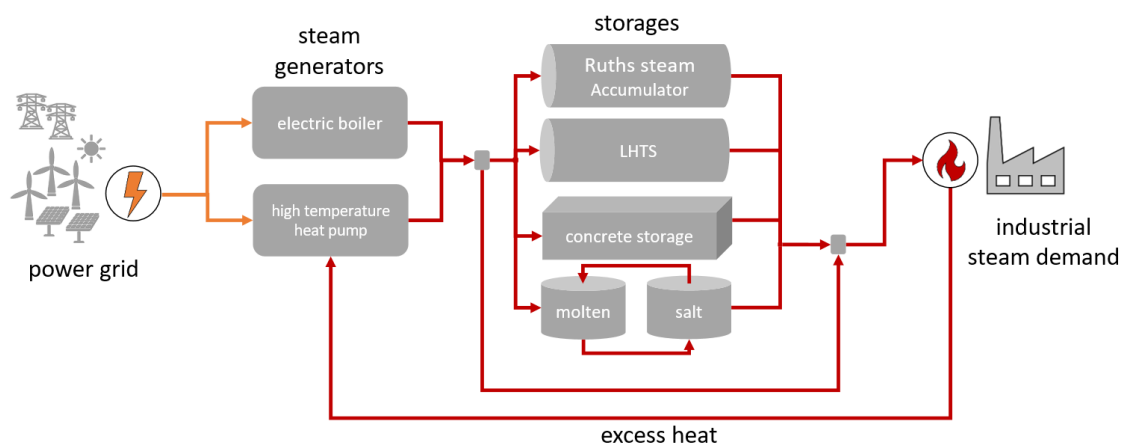 steam
generators
storages
electric boiler
high temperature
heat pump
Ruths steam
Accumulator
LHTS
concrete storage
molten
salt
power grid
industrial
steam demand
excess heat